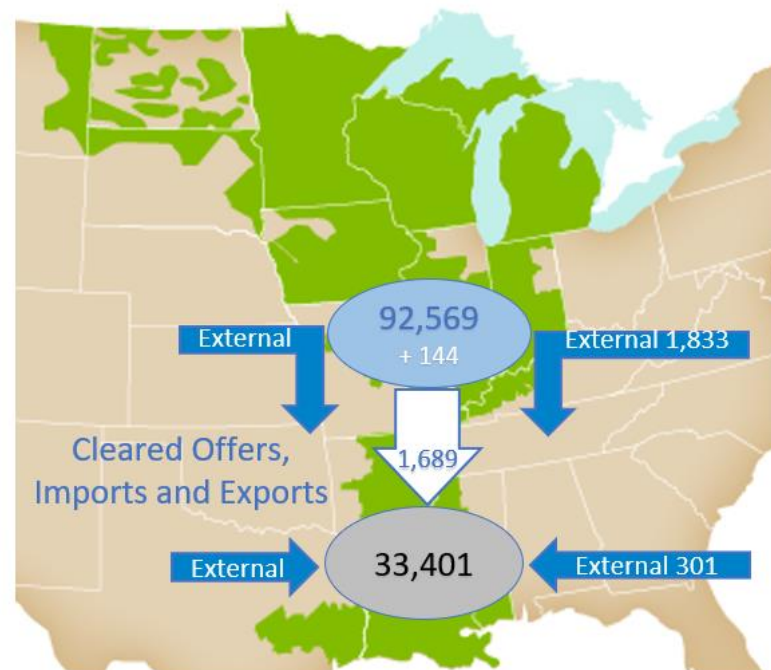 92,569
+ 144
External
External 1,833
1,689
Cleared Offers,
Imports and Exports
External
33,401
External 301